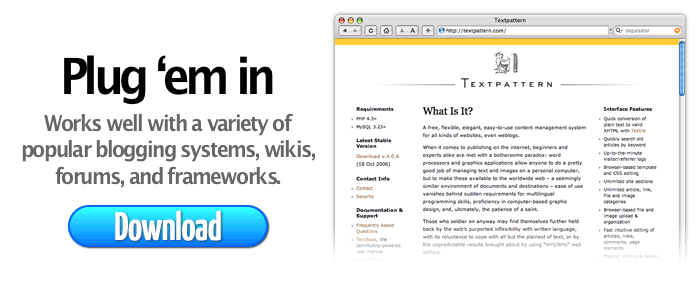 Plug ‘em in
Works well with a variety of
popular blogging systems, wikis,
forums, and frameworks.
Download
Textpattern
http://textpattern.com/
Inquisitor
TEXTPATTERN
Requirements
PHP 4.3+
MySQL 3.23+
Latest Stable
Version
Download v.4.0.4
(18 Oct 2006)
Contact Info
Contact
Security
Documentation &
Support
Frequently Asked
Questions
Textbook, the
community-powered
user manual
What Is It?
A free, flexible, elegant, easy-to-use content management system
for all kinds of websites, even weblogs.
When it comes to publishing on the internet, beginners and
experts alike are met with a bothersome paradox: word
processors and graphics applications allow anyone to do a pretty
good job of managing text and images on a personal computer,
but to make these available to the worldwide web – a seemingly
similar environment of documents and destinations – ease of use
vanishes behind sudden requirements for multilingual
programming skills, proficiency in computer-based graphic
design, and, ultimately, the patience of a saint.
Those who soldier on anyway may find themselves further held
back by the web's purported inflexibility with written language,
with its reluctance to cope with all but the plainest of text, or by
the unpredictable results brought about by using "WYSIWYG" web
Interface Features
Quick conversion of
plain text to valid
XHTML with Textile
Quickly search old
articles by keyword
Up-to-the-minute
visitor/referrer logs
Browser-based template
and CSS editing
Unlimited site sections
Unlimited article, link,
file and image
categories
Browser-based file and
image upload &
organization
Fast intuitive editing of
articles, links,
comments, page
elements
Posting, editing & design